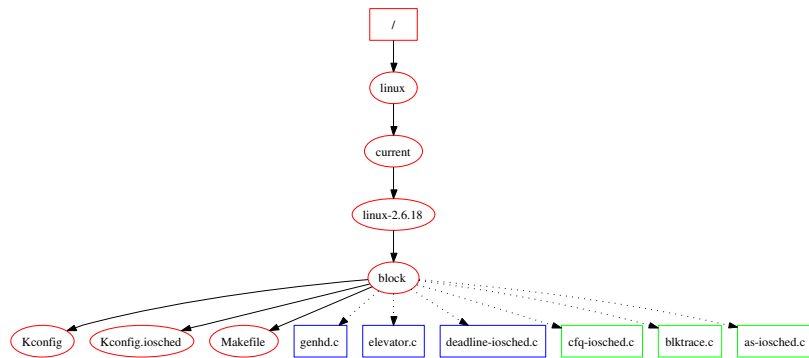 /
linux
current
linux-2.6.18
block
Kconfig
Kconfig.iosched
Makefile
genhd.c
elevator.c
deadline-iosched.c
cfq-iosched.c
blktrace.c
as-iosched.c